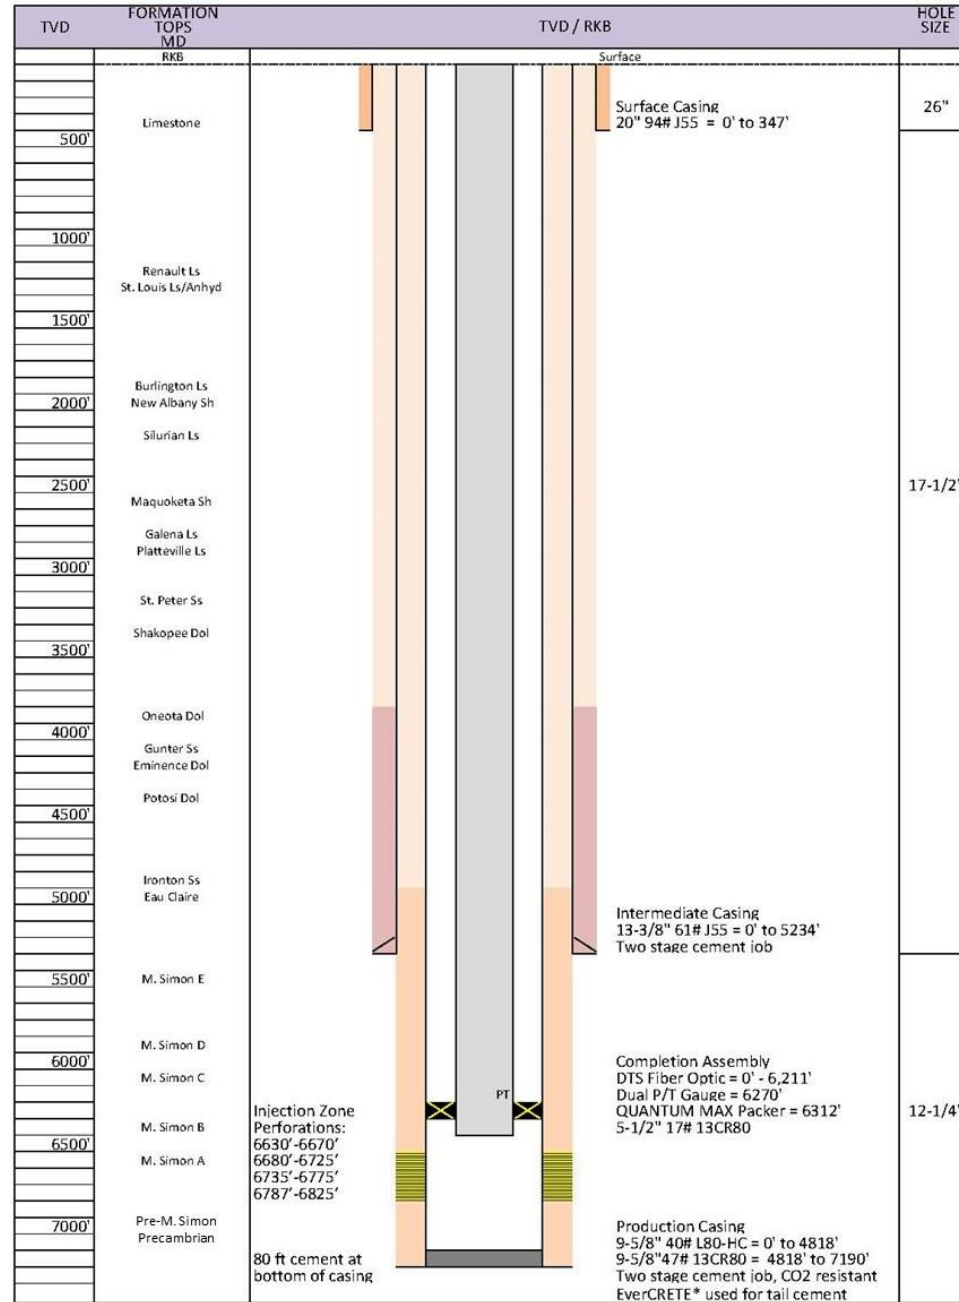 TVD
FORMATION
TOPS
MD
TVD / RKB
HOLE
SIZE
RKB
Surface
Surface Casing
20" 94# J55 = 0' to 347'
26"
Limestone
500'
1000'
Renault Ls
St. Louis Ls/Anhyd
1500'
Burlington Ls
2000'
New Albany Sh
Silurian Ls
2500'
17-1/2"
Maquoketa Sh
Galena Ls
Platteville Ls
3000'
St. Peter Ss
Shakopee Dol
3500'
Oneota Dol
4000'
Gunter Ss
Eminence Dol
Potosi Dol
4500'
Ironton Ss
5000'
Eau Claire
Intermediate Casing
13-3/8" 61# J55 = 0' to 5234'
Two stage cement job
5500'
M. Simon E
M. Simon D
6000'
M. Simon C
Completion Assembly
DTS Fiber Optic = 0' - 6,211'
Dual P/T Gauge = 6270'
QUANTUM MAX Packer = 6312'
5-1/2" 17# 13CR80
PT
12-1/4"
Injection Zone
Perforations:
6630'-6670'
6680'-6725'
6735'-6775'
6787'-6825'
M. Simon B
6500'
M. Simon A
7000'
Pre-M. Simon
Precambrian
80 ft cement at
bottom of casing
Production Casing
9-5/8" 40# L80-HC = 0' to 4818'
9-5/8"47# 13CR80 = 4818' to 7190'
Two stage cement job, CO2 resistant
EverCRETE* used for tail cement